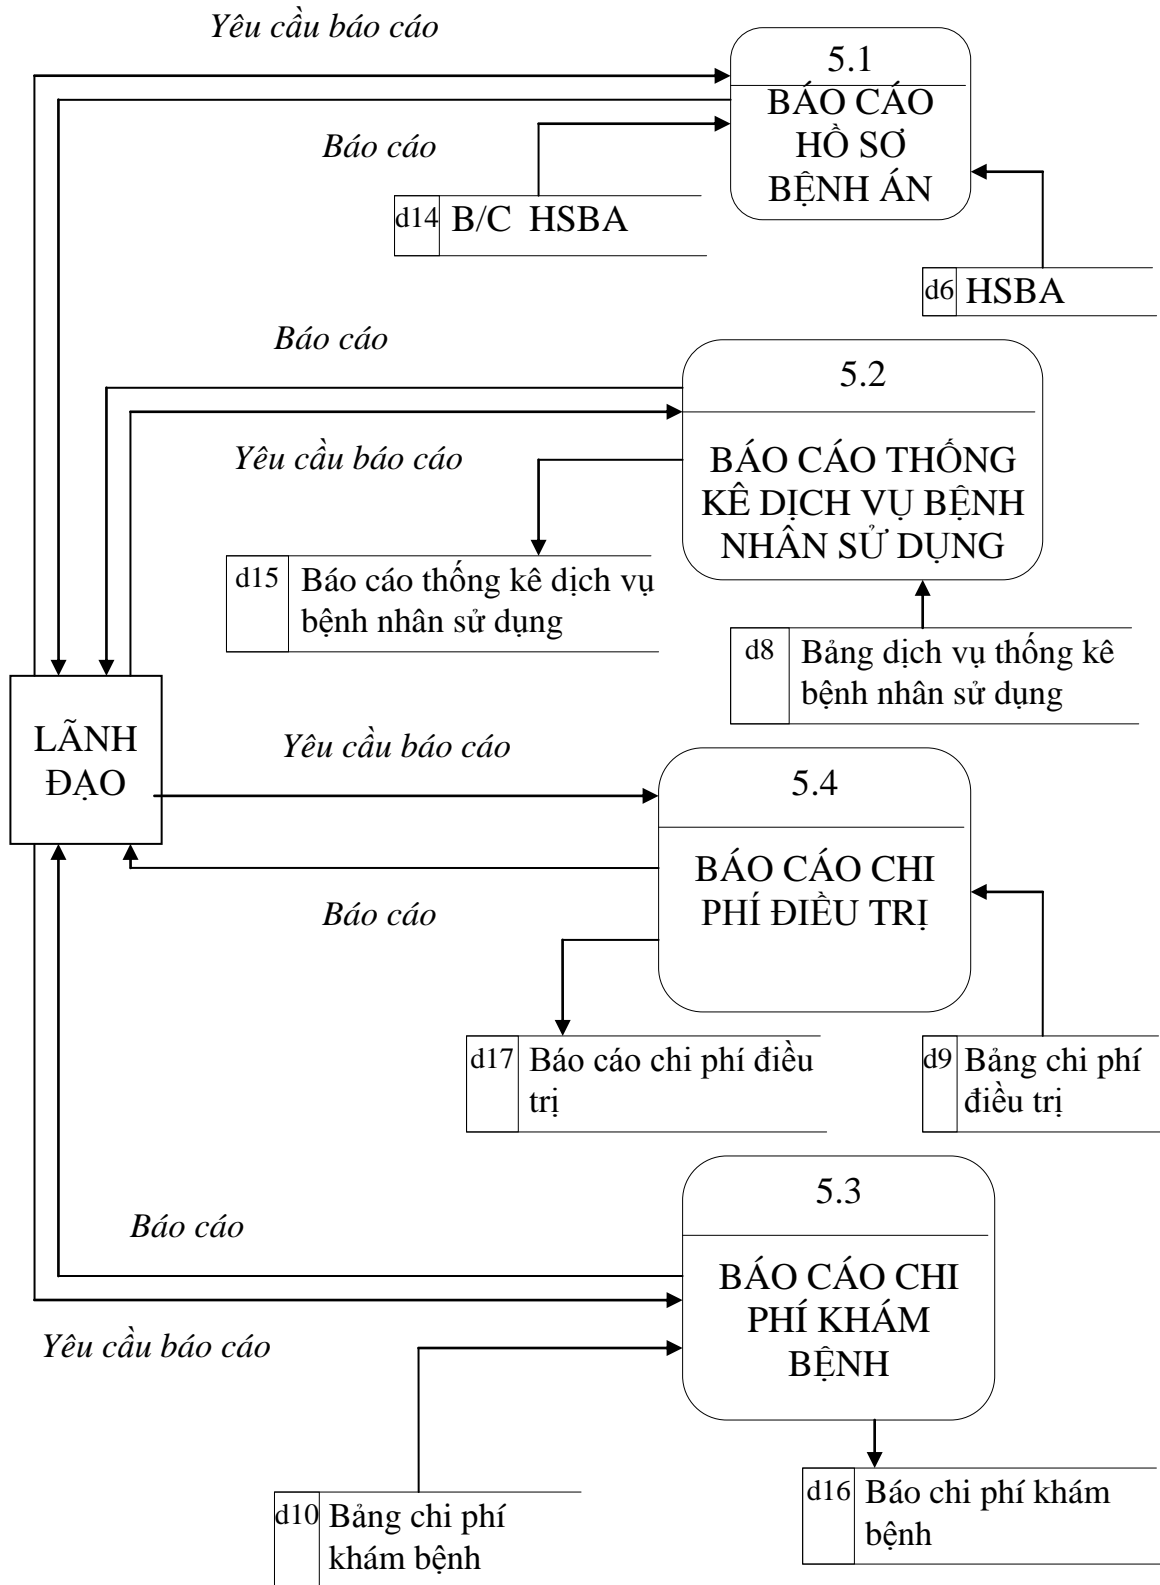 Yêu cầu báo cáo
5.1
BÁO CÁO
HỒ SƠ
BỆNH ÁN
Báo cáo
d14 B/C HSBA
d6 HSBA
Báo cáo
5.2
Yêu cầu báo cáo
BÁO CÁO THỐNG
KÊ DỊCH VỤ BỆNH
NHÂN SỬ DỤNG
d15 Báo cáo thống kê dịch vụ
bệnh nhân sử dụng
d8 Bảng dịch vụ thống kê
bệnh nhân sử dụng
LÃNH
ĐẠO
Yêu cầu báo cáo
5.4
BÁO CÁO CHI
PHÍ ĐIỀU TRỊ
Báo cáo
d17 Báo cáo chi phí điều
trị
d9 Bảng chi phí
điều trị
5.3
Báo cáo
BÁO CÁO CHI
PHÍ KHÁM
BỆNH
Yêu cầu báo cáo
d16 Báo chi phí khám
bệnh
d10 Bảng chi phí
khám bệnh